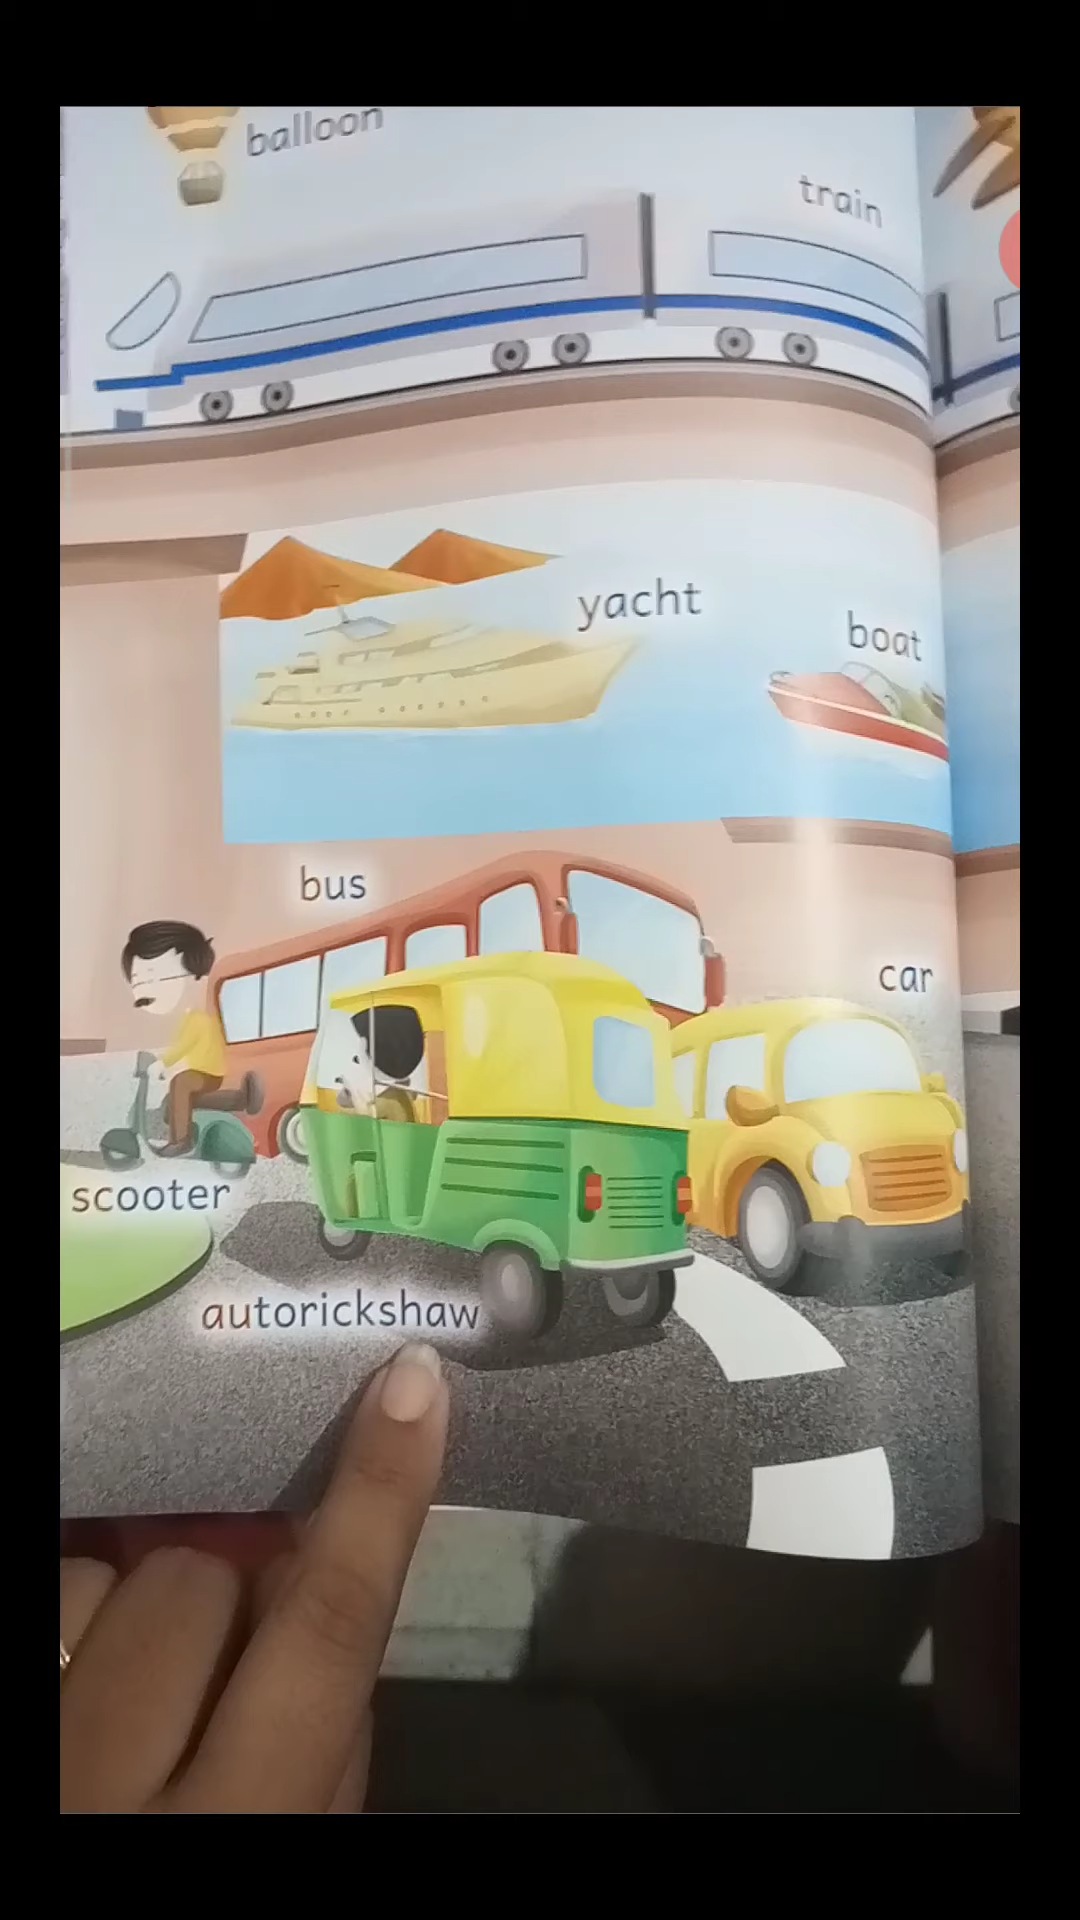 balloon
train
yacht
boat
bus
car
scooter
autorickshaw